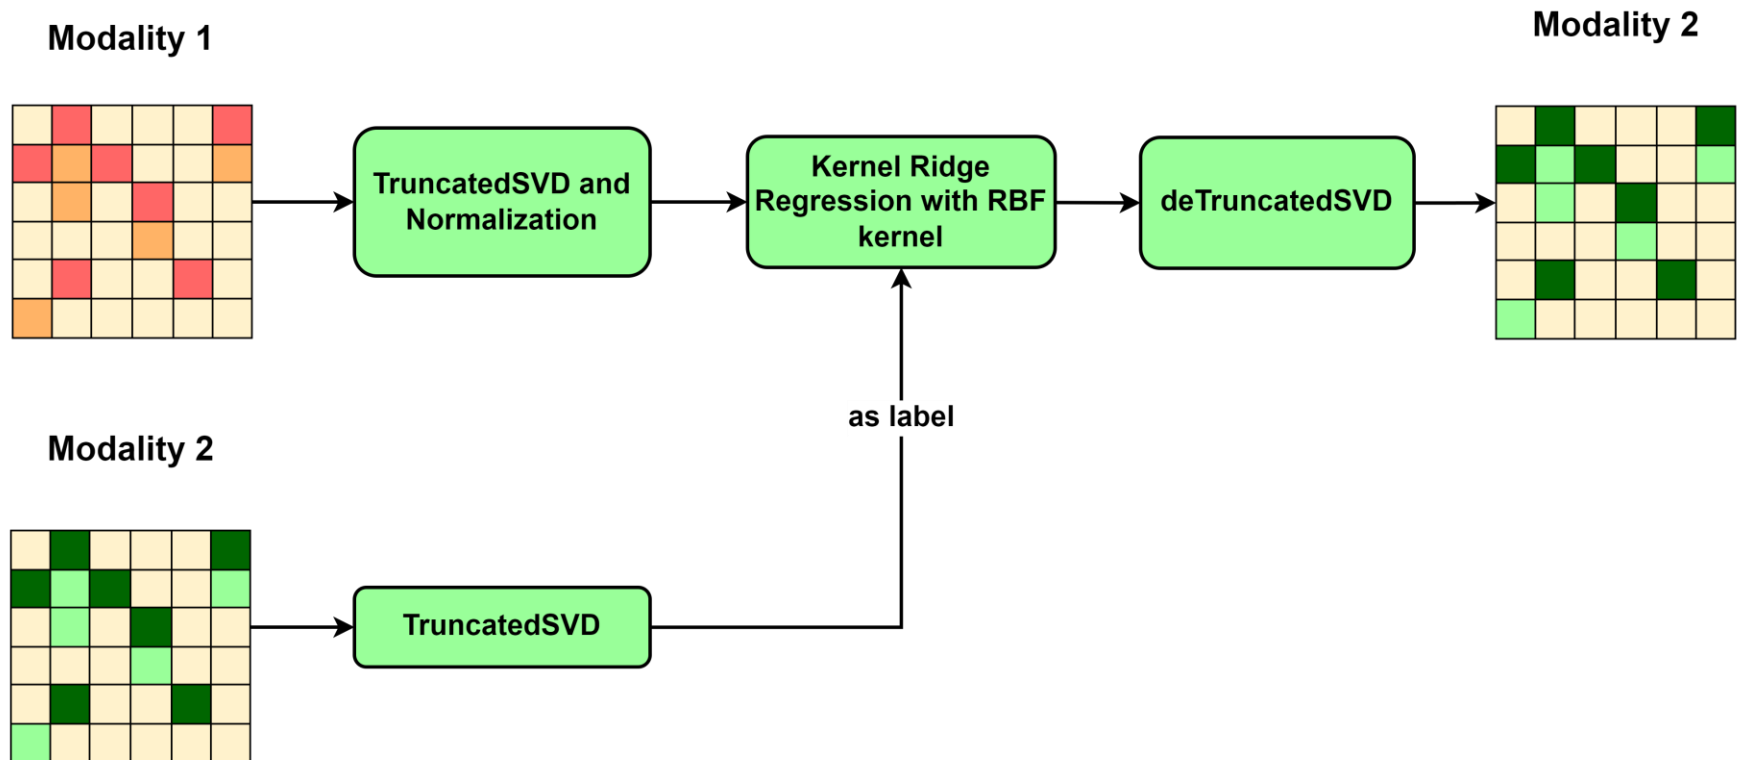 Modality 1
Modality 2
TruncatedSVD and
Normalization
Kernel Ridge
Regression with RBF
kernel
deTruncatedSVD
as label
Modality 2
TruncatedSVD